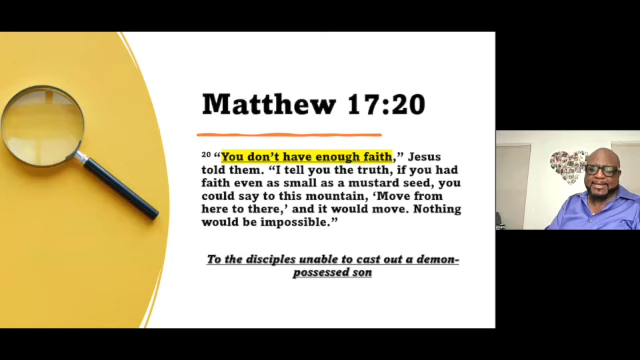 Matthew 17:20
20 “You don’t have enough faith,” Jesus
told them. “I tell you the truth, if you had
faith even as small as a mustard seed, you
could say to this mountain, ‘Move from
here to there,’ and it would move. Nothing
would be impossible.”
To the disciples unable to cast out a demon-
possessed son